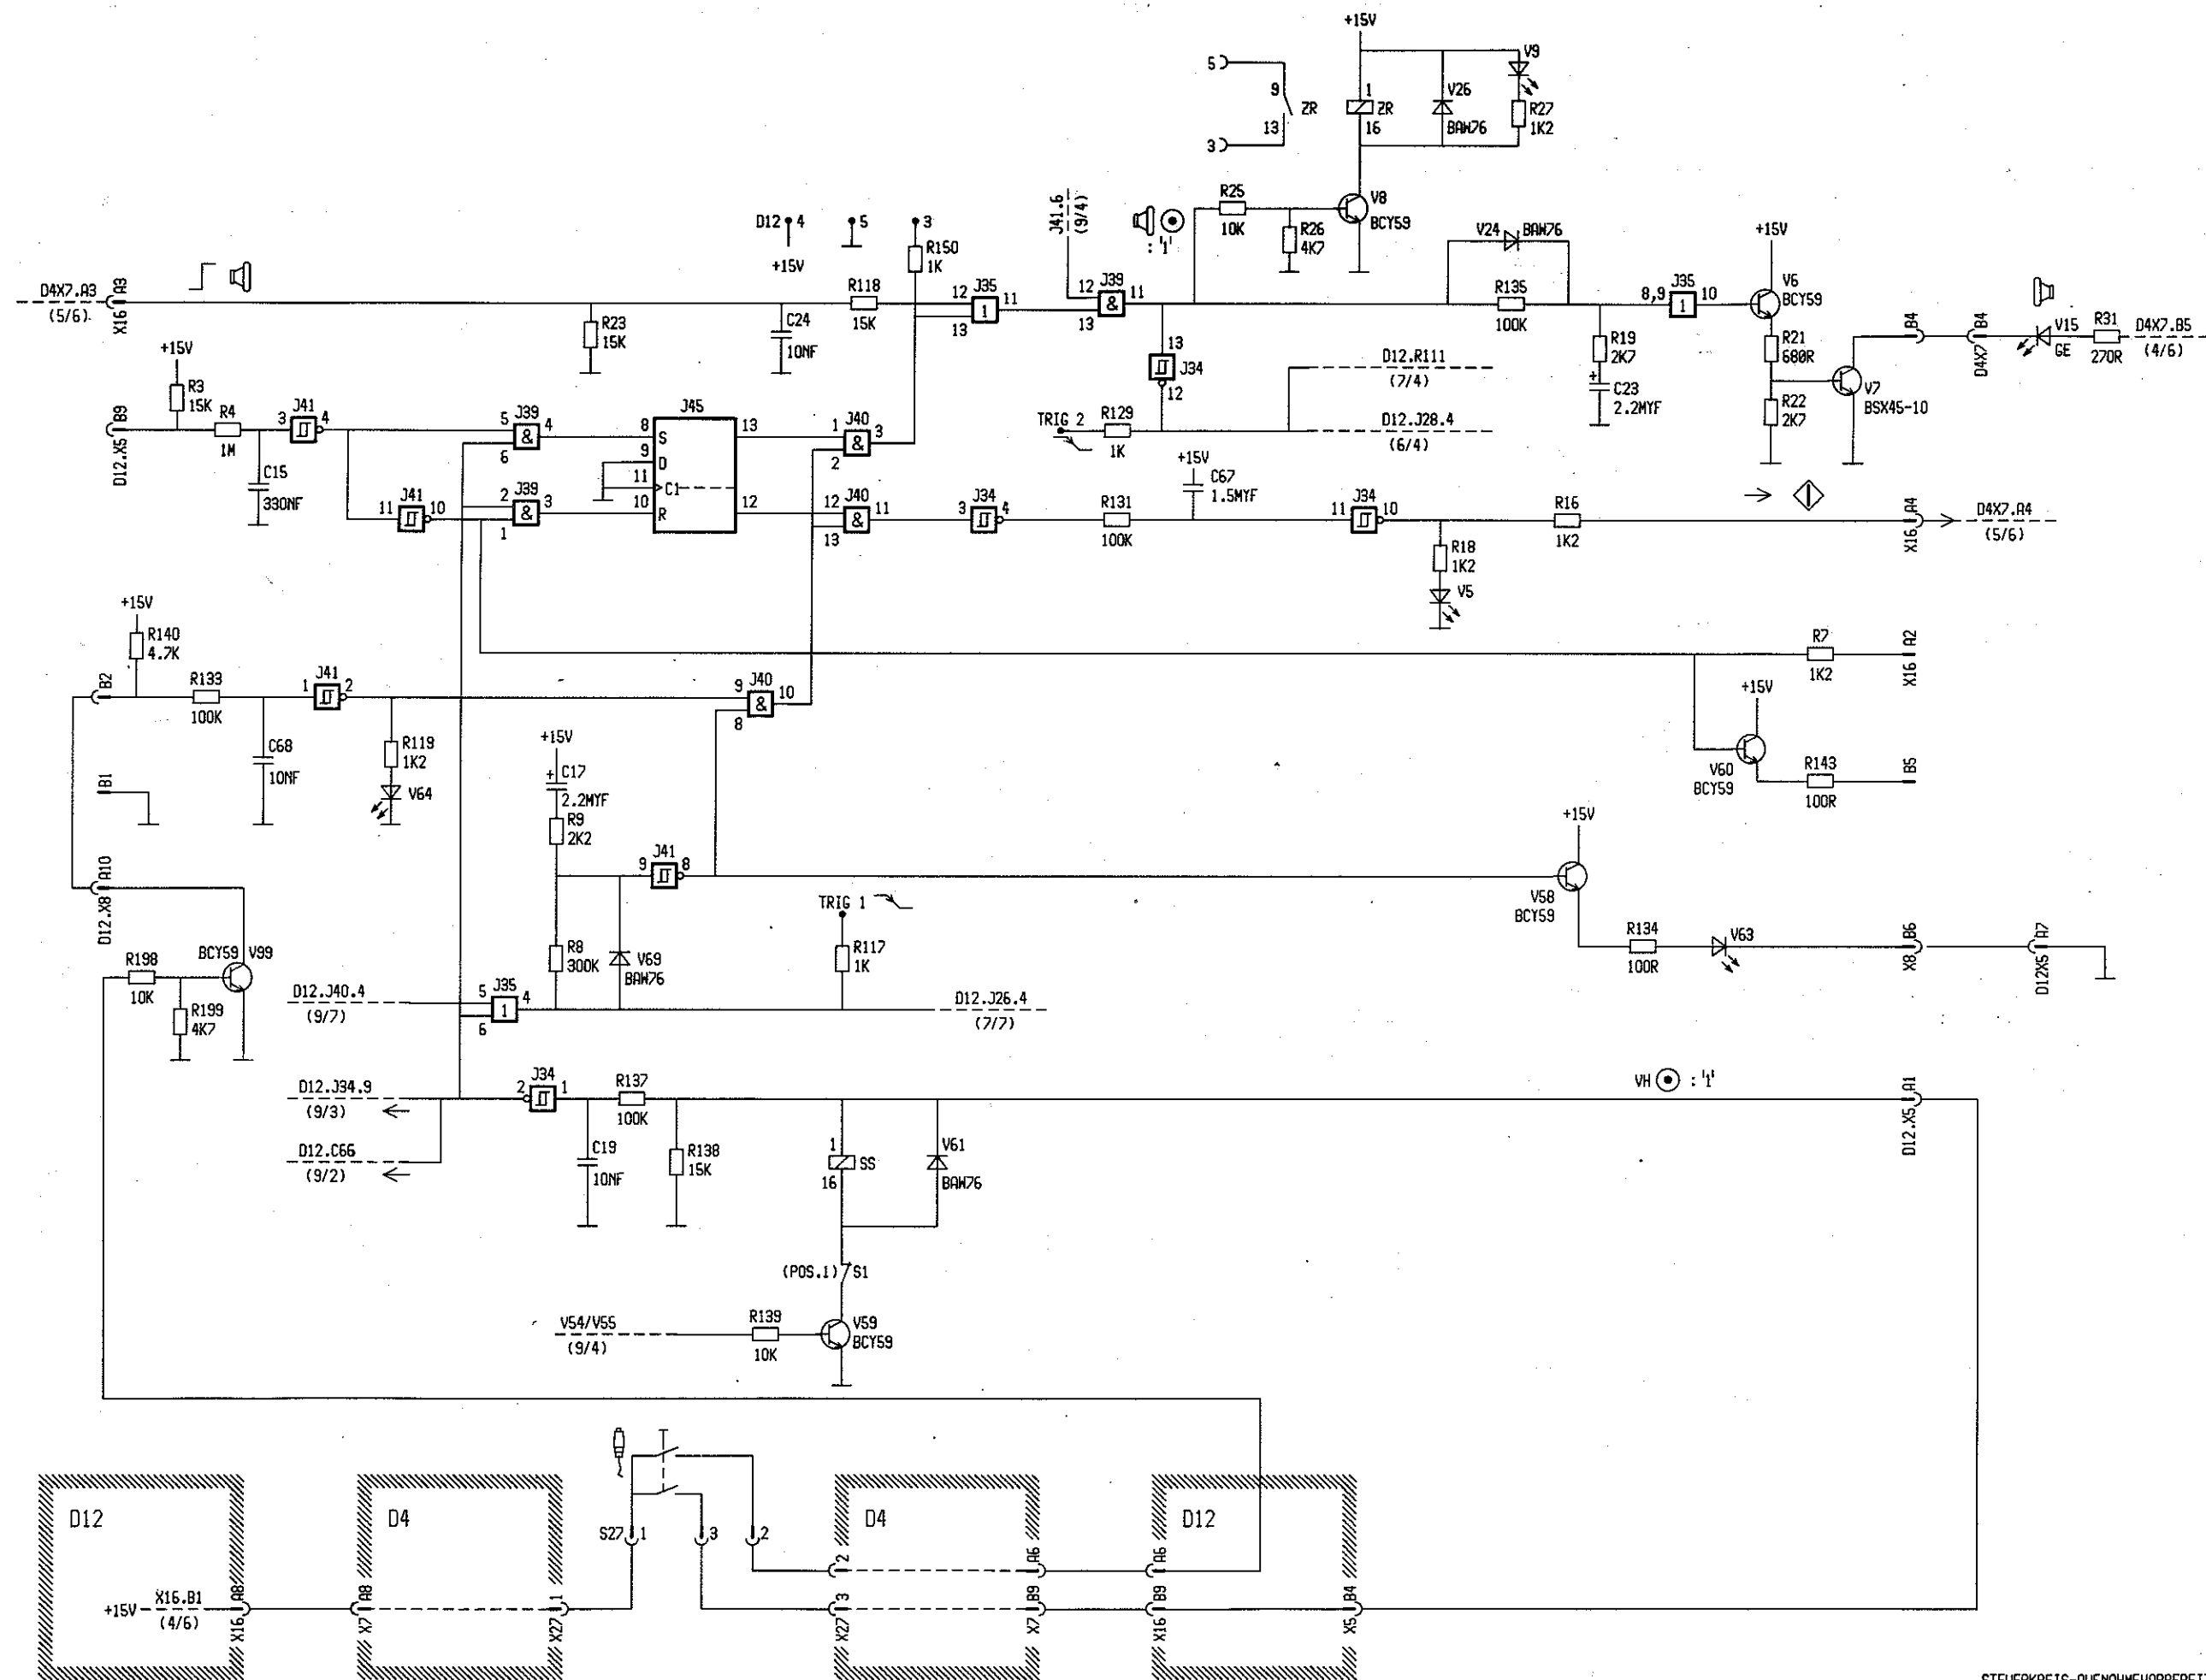 +15V
5
9
13
3
ZR
1
ZR
16
V26
BAW76
V9
R27
1K2
J41.6
(9/4)
: '1'
R25
10K
R26
4K7
V8
BCY59
D12 4
+15V
5
3
R150
1K
D4X7.A3
(5/6)
X16 A3
R23
15K
C24
10NF
R118
15K
12 J35 11
13 1
12 J39 11
13 &
V24 BAW76
R135
100K
8,9 J35 10
1
+15V
V6
BCY59
R19
2K7
+ C23
2.2MYF
R21
680R
R22
2K7
V7
BSX45-10
B4
D4X7 B4
V15
GE
R31
270R
D4X7.B5
(4/6)
13
J34
12
D12.R111
(7/4)
D12.J28.4
(6/4)
TRIG 2
R129
1K
+15V
R3
15K
D12.X5 B9
R4
1M
C15
330NF
3 J41 4
11 J41 10
5 J39 4
6 &
2 J39 3
1 &
J45
8 S 13
9 D
11 C1
10 R 12
1 J40 3
2 &
12 J40 11
13 &
3 J34 4
R131
100K
+15V
C67
1.5MYF
11 J34 10
R18
1K2
V5
R16
1K2
X16 A4
D4X7.A4
(5/6)
+15V
R140
4.7K
B2
R133
100K
C68
10NF
1 J41 2
R119
1K2
V64
9 J40 10
8 &
R7
1K2
X16 A2
+15V
V60
BCY59
R143
100R
B5
B1
D12.X8 A10
+15V
+ C17
2.2MYF
R9
2K2
9 J41 8
R8
300K
V69
BAW76
TRIG 1
R117
1K
+15V
V58
BCY59
R134
100R
V63
X8 B6
D12X5 A7
R198
10K
BCY59 V99
R199
4K7
D12.J40.4
(9/7)
5 J35 4
6 1
D12.J26.4
(7/7)
D12.J34.9
(9/3)
D12.C66
(9/2)
2 J34 1
R137
100K
C19
10NF
R138
15K
1
SS
16
V61
BAW76
VH : '1'
D12.X5 A1
(POS.1) S1
V54/V55
(9/4)
R139
10K
V59
BCY59
D12
D4
S27 1 3 2
D4
D12
+15V X16.B1
(4/6)
X16 A8
X7 A8
X27 1
2
X27 3
A6
X7 B9
A6
X16 B9
X5 B4